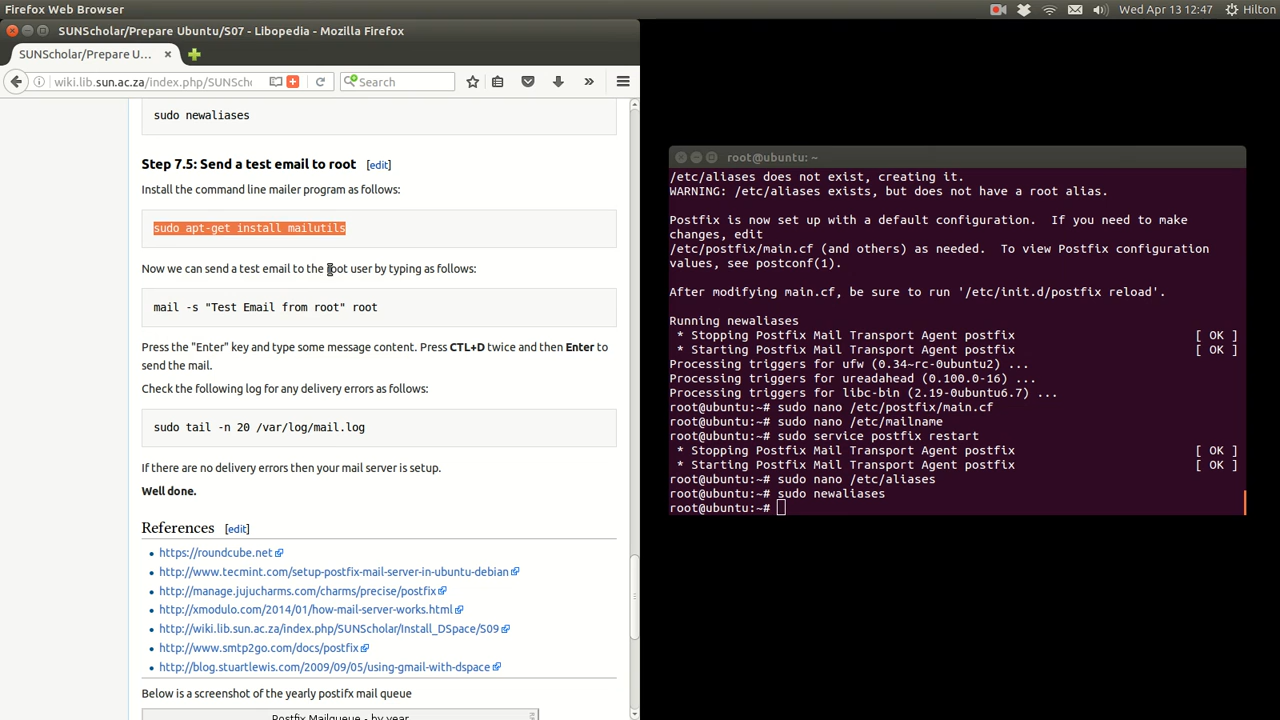 Firefox Web Browser
Wed Apr 13 12:47
Hilton
SUNScholar/Prepare Ubuntu/S07 - Libopedia - Mozilla Firefox
SUNScholar/Prepare U...
wiki.lib.sun.ac.za/index.php/SUNSch
Search
sudo newaliases
Step 7.5: Send a test email to root [edit]
Install the command line mailer program as follows:
sudo apt-get install mailutils
Now we can send a test email to the root user by typing as follows:
mail -s "Test Email from root" root
Press the "Enter" key and type some message content. Press CTL+D twice and then Enter to
send the mail.
Check the following log for any delivery errors as follows:
sudo tail -n 20 /var/log/mail.log
If there are no delivery errors then your mail server is setup.
Well done.
References [edit]
https://roundcube.net
http://www.tecmint.com/setup-postfix-mail-server-in-ubuntu-debian
http://manage.jujucharms.com/charms/precise/postfix
http://xmodulo.com/2014/01/how-mail-server-works.html
http://wiki.lib.sun.ac.za/index.php/SUNScholar/Install_DSpace/S09
http://www.smtp2go.com/docs/postfix
http://blog.stuartlewis.com/2009/09/05/using-gmail-with-dspace
Below is a screenshot of the yearly postifx mail queue
Postfix Mailqueue - by year
root@ubuntu: ~
/etc/aliases does not exist, creating it.
WARNING: /etc/aliases exists, but does not have a root alias.
Postfix is now set up with a default configuration.  If you need to make
changes, edit
/etc/postfix/main.cf (and others) as needed.  To view Postfix configuration
values, see postconf(1).
After modifying main.cf, be sure to run '/etc/init.d/postfix reload'.
Running newaliases
* Stopping Postfix Mail Transport Agent postfix [ OK ]
* Starting Postfix Mail Transport Agent postfix [ OK ]
Processing triggers for ufw (0.34~rc-0ubuntu2) ...
Processing triggers for ureadahead (0.100.0-16) ...
Processing triggers for libc-bin (2.19-0ubuntu6.7) ...
root@ubuntu:~# sudo nano /etc/postfix/main.cf
root@ubuntu:~# sudo nano /etc/mailname
root@ubuntu:~# sudo service postfix restart
* Stopping Postfix Mail Transport Agent postfix [ OK ]
* Starting Postfix Mail Transport Agent postfix [ OK ]
root@ubuntu:~# sudo nano /etc/aliases
root@ubuntu:~# sudo newaliases
root@ubuntu:~#